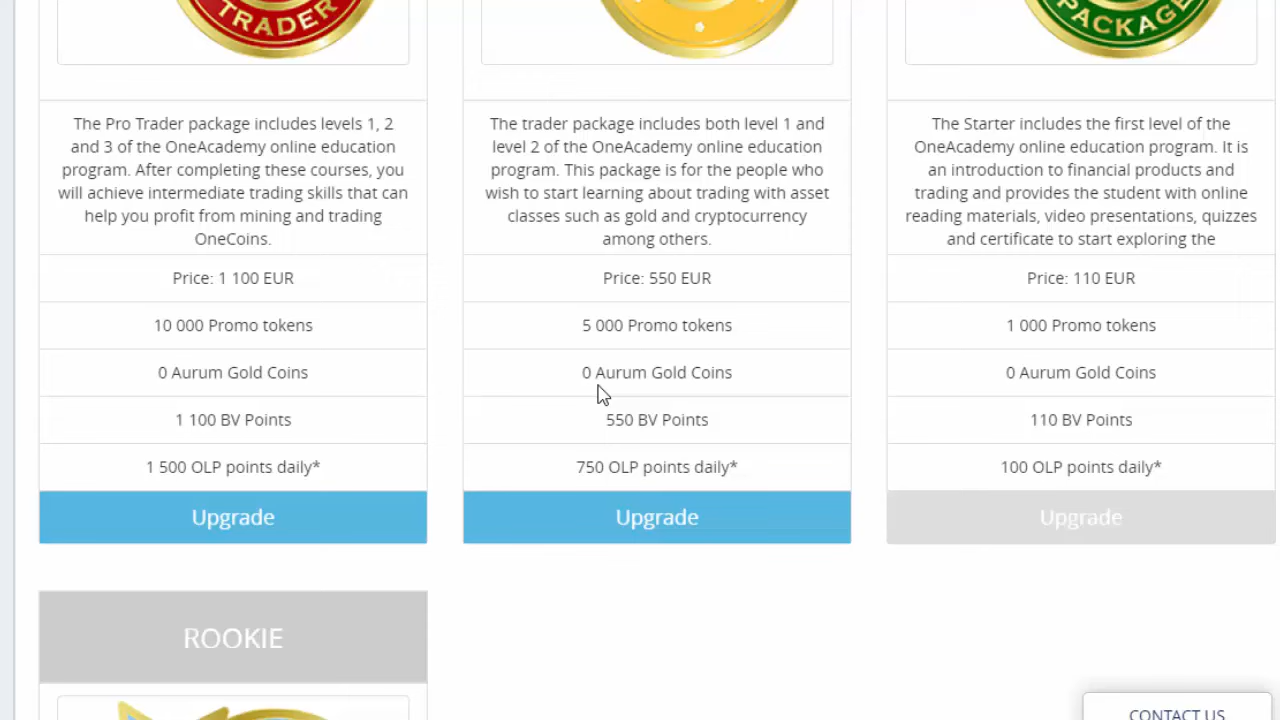 TRADER
PACKAGE
The Pro Trader package includes levels 1, 2
and 3 of the OneAcademy online education
program. After completing these courses, you
will achieve intermediate trading skills that can
help you profit from mining and trading
OneCoins.
Price: 1 100 EUR
10 000 Promo tokens
0 Aurum Gold Coins
1 100 BV Points
1 500 OLP points daily*
Upgrade
The trader package includes both level 1 and
level 2 of the OneAcademy online education
program. This package is for the people who
wish to start learning about trading with asset
classes such as gold and cryptocurrency
among others.
Price: 550 EUR
5 000 Promo tokens
0 Aurum Gold Coins
550 BV Points
750 OLP points daily*
Upgrade
The Starter includes the first level of the
OneAcademy online education program. It is
an introduction to financial products and
trading and provides the student with online
reading materials, video presentations, quizzes
and certificate to start exploring the
Price: 110 EUR
1 000 Promo tokens
0 Aurum Gold Coins
110 BV Points
100 OLP points daily*
Upgrade
ROOKIE
CONTACT US